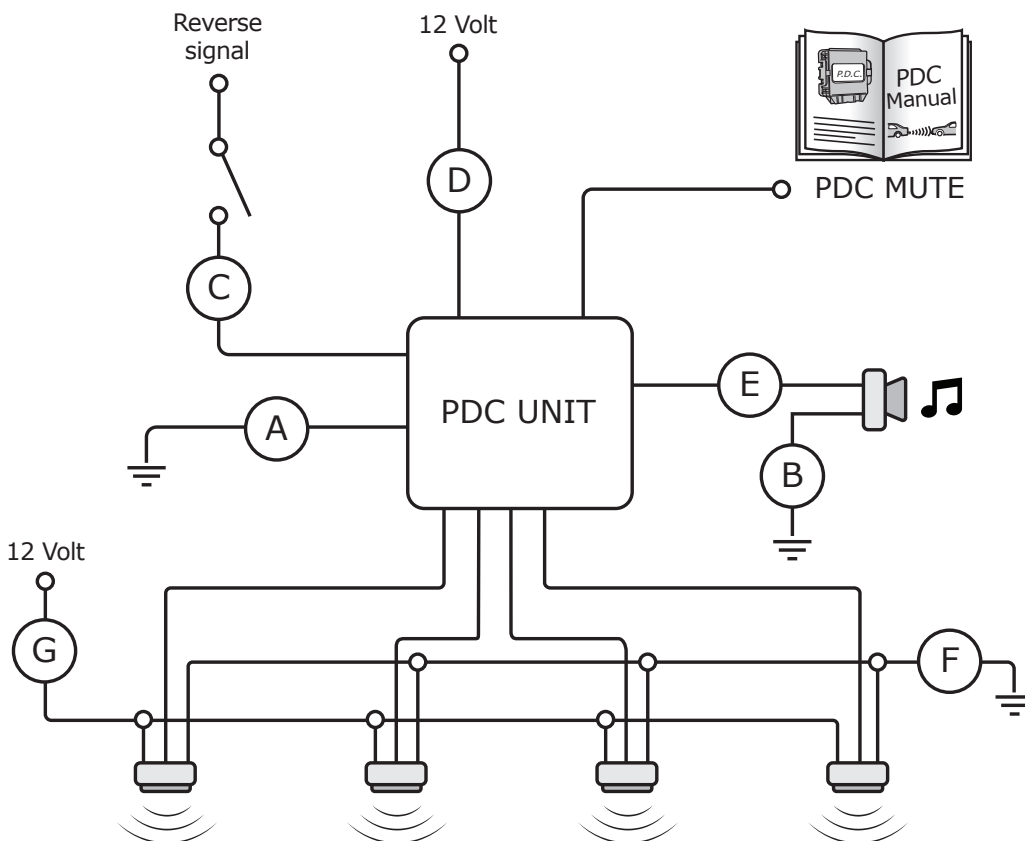 Reverse
signal
12 Volt
P.D.C.
PDC
Manual
PDC MUTE
D
C
E
PDC UNIT
A
B
12 Volt
G
F